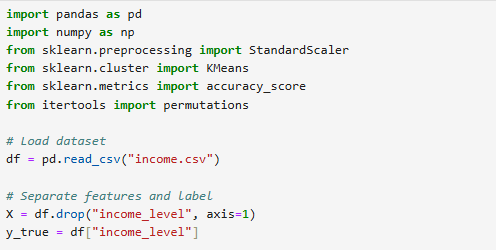 import pandas as pd
import numpy as np
from sklearn.preprocessing import StandardScaler
from sklearn.cluster import KMeans
from sklearn.metrics import accuracy_score
from itertools import permutations
# Load dataset
df = pd.read_csv("income.csv")
# Separate features and label
X = df.drop("income_level", axis=1)
y_true = df["income_level"]